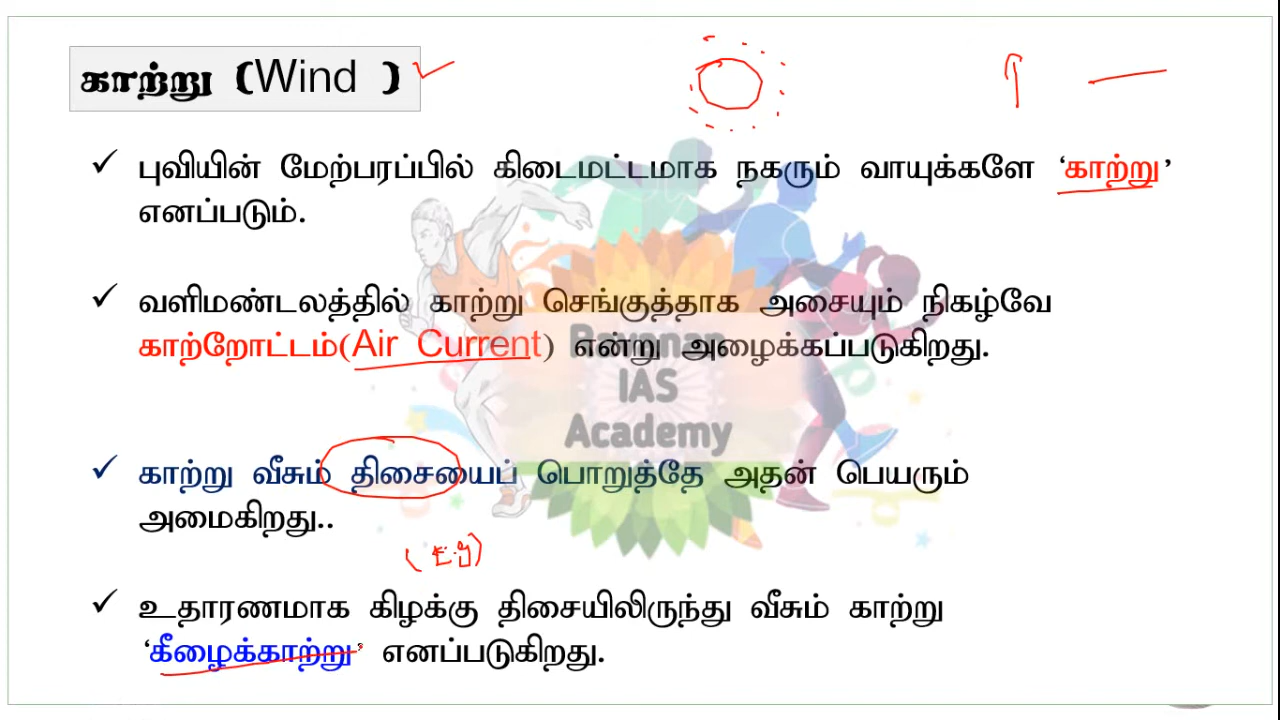 காற்று (Wind )
✓ புவியின் மேற்பரப்பில் கிடைமட்டமாக நகரும் வாயுக்களே ‘காற்று’
எனப்படும்.
✓ வளிமண்டலத்தில் காற்று செங்குத்தாக அசையும் நிகழ்வே
காற்றோட்டம்(Air Current) என்று அழைக்கப்படுகிறது.
IAS
Academy
✓ காற்று வீசும் திசையைப் பொறுத்தே அதன் பெயரும்
அமைகிறது..
(E.g)
✓ உதாரணமாக கிழக்கு திசையிலிருந்து வீசும் காற்று
‘கீழைக்காற்று’ எனப்படுகிறது.